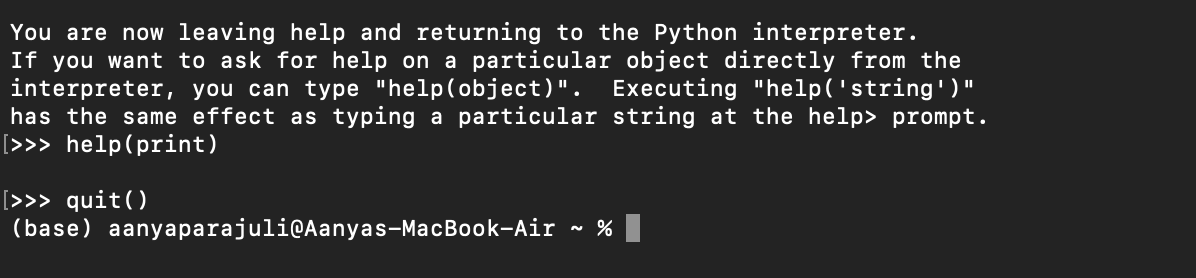 You are now leaving help and returning to the Python interpreter.
If you want to ask for help on a particular object directly from the
interpreter, you can type "help(object)".  Executing "help('string')"
has the same effect as typing a particular string at the help> prompt.
[>>> help(print)
[>>> quit()
(base) aanyaparajuli@Aanyas-MacBook-Air ~ %